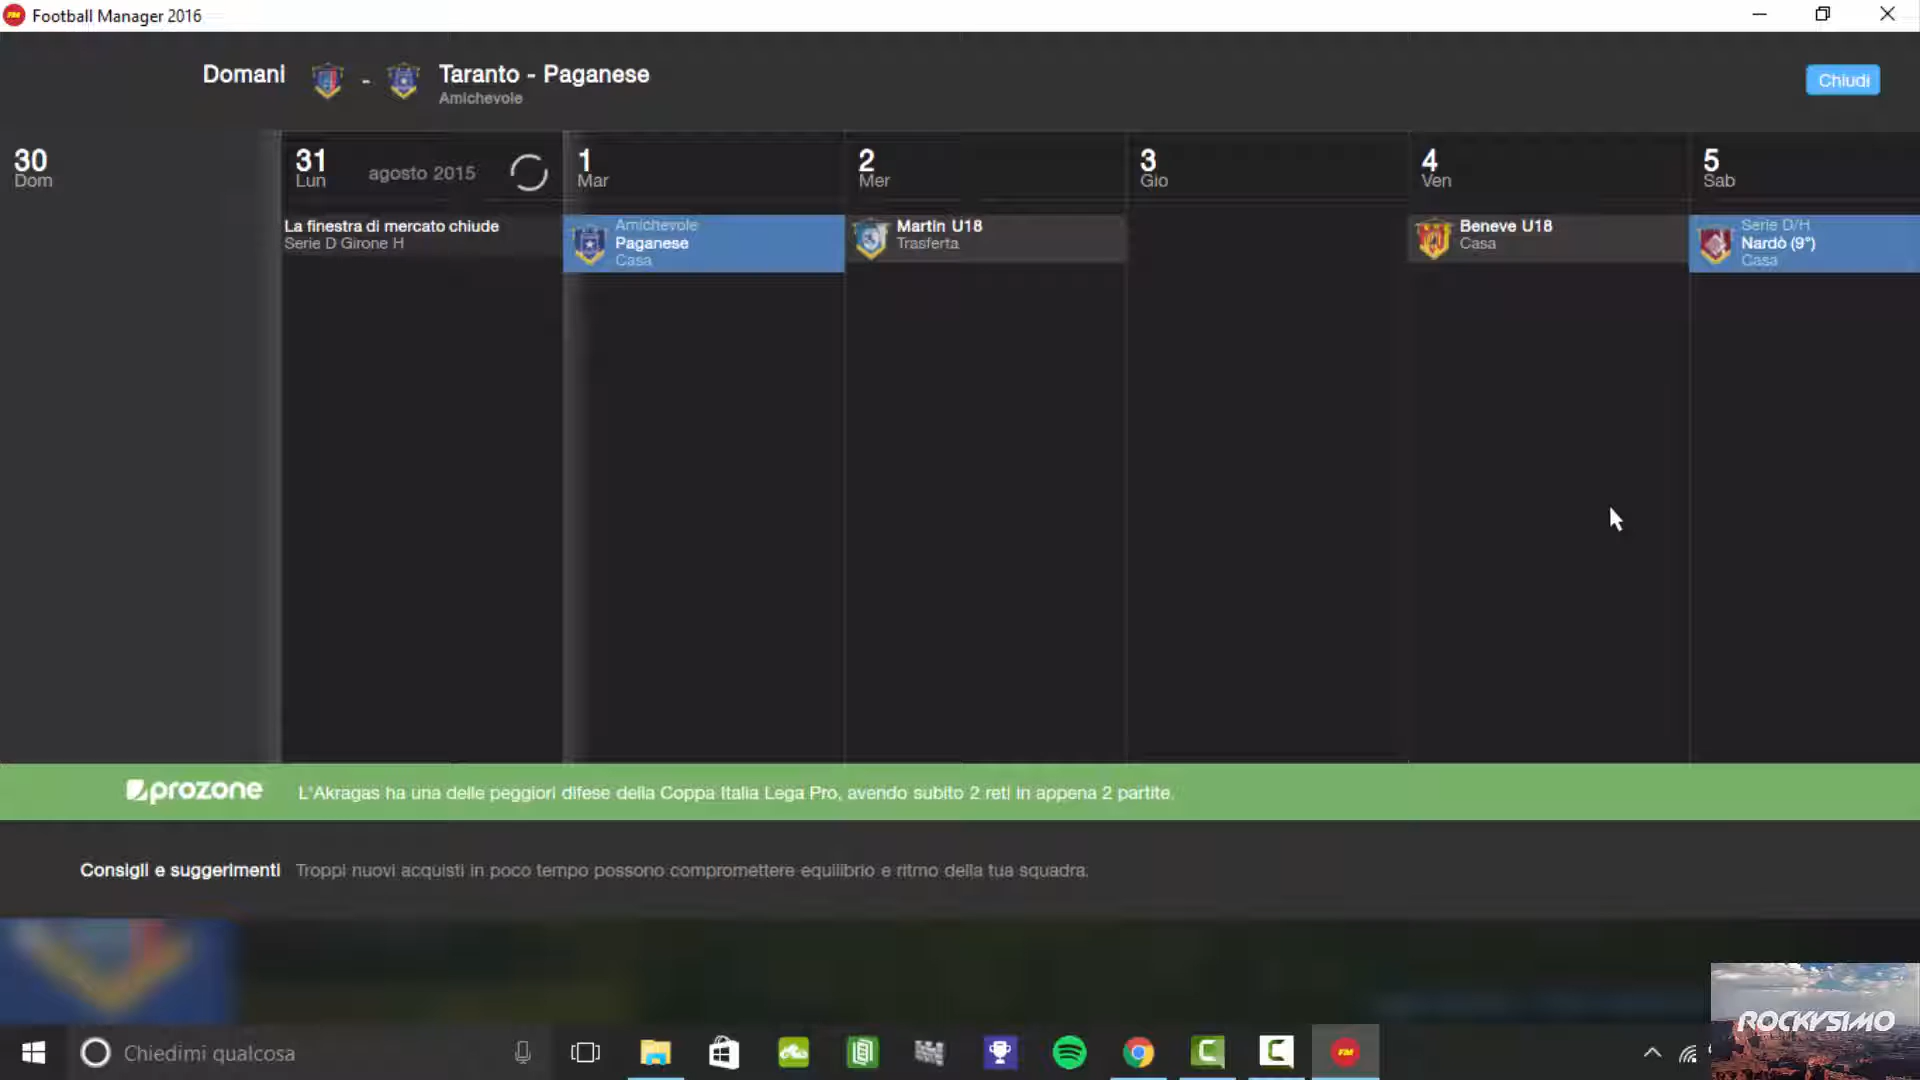 Football Manager 2016
Domani
Taranto - Paganese
Amichevole
Chiudi
30
Dom
31
Lun
agosto 2015
1
Mar
2
Mer
3
Gio
4
Ven
5
Sab
La finestra di mercato chiude
Serie D Girone H
Amichevole
Paganese
Casa
Martin U18
Trasferta
Beneve U18
Casa
Serie D/H
Nardò (9°)
Casa
prozone
L'Akragas ha una delle peggiori difese della Coppa Italia Lega Pro, avendo subito 2 reti in appena 2 partite.
Consigli e suggerimenti
Troppi nuovi acquisti in poco tempo possono compromettere equilibrio e ritmo della tua squadra.
ROCKYSIMO
Chiedimi qualcosa